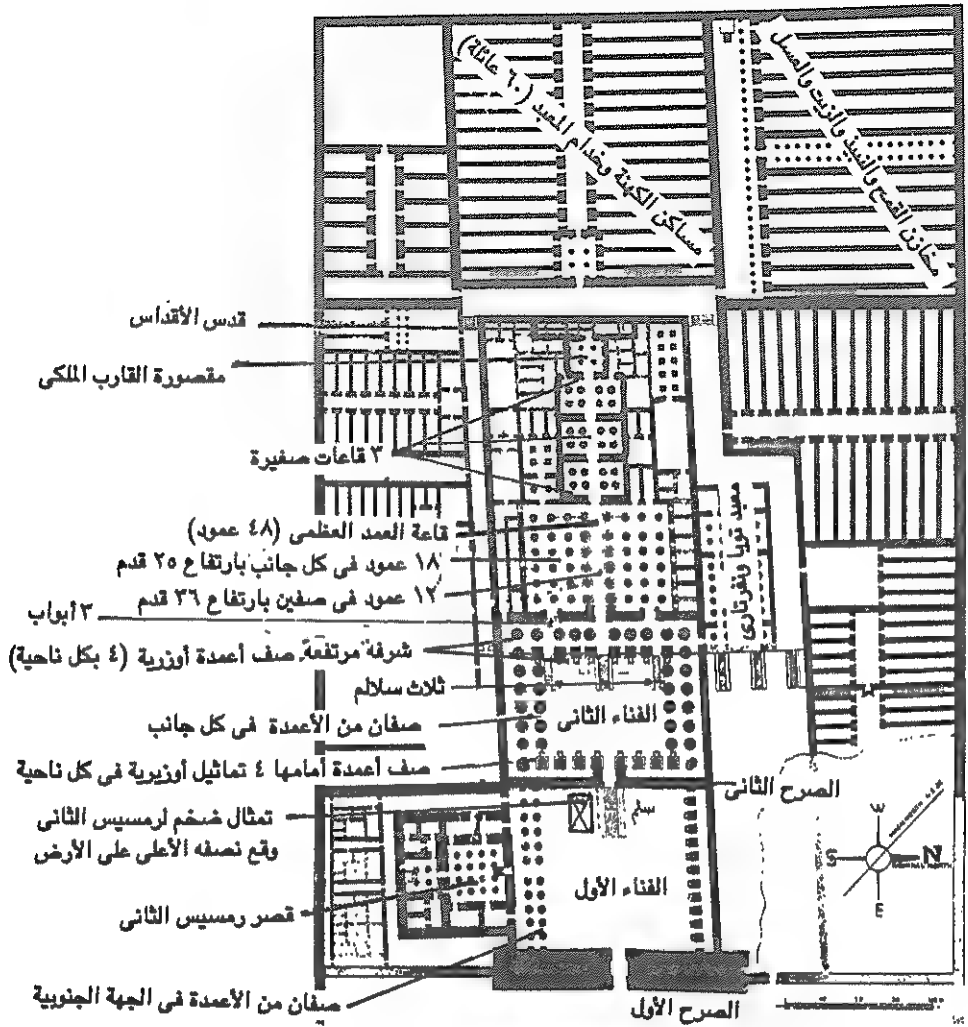 مساكن الكهنة وخدام المعبد (٦٠ عائلة)
مخازن القمح والنبيذ والزيت والعسل
قدس الأقداس
مقصورة القارب الملكى
٣ قاعات صغيرة
قاعة العمد العظمى (٤٨ عمود)
١٨ عمود فى كل جانب بارتفاع ٢٥ قدم
١٢ عمود فى صفين بارتفاع ٣٦ قدم
٣ أبواب
شرفة مرتفعة. صف أعمدة أوزرية (٤ بكل ناحية)
ثلاث سلالم
صفان من الأعمدة فى كل جانب
صف أعمدة أمامها ٤ تماثيل أوزيرية فى كل ناحية
تمثال ضخم لرمسيس الثانى
وقع نصفه الأعلى على الأرض
قصر رمسيس الثانى
صفان من الأعمدة فى الجهة الجنوبية
معبد تويا ونفرتارى
الفناء الثانى
الصرح الثانى
سلم
الفناء الأول
الصرح الأول
W
S
N
E